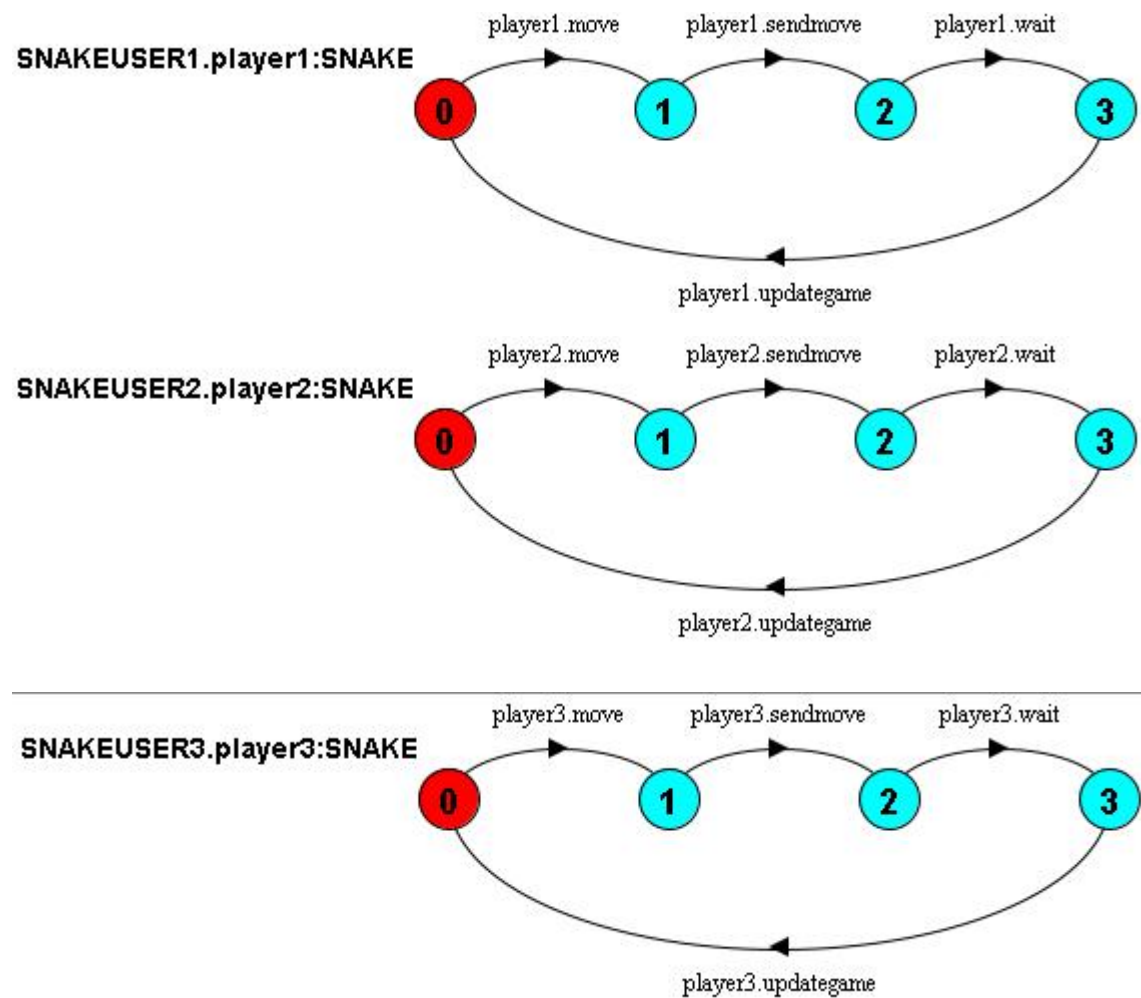 player1.move player1.sendmove player1.wait
SNAKEUSER1.player1:SNAKE
0 1 2 3
player1.updategame
player2.move player2.sendmove player2.wait
SNAKEUSER2.player2:SNAKE
0 1 2 3
player2.updategame
player3.move player3.sendmove player3.wait
SNAKEUSER3.player3:SNAKE
0 1 2 3
player3.updategame